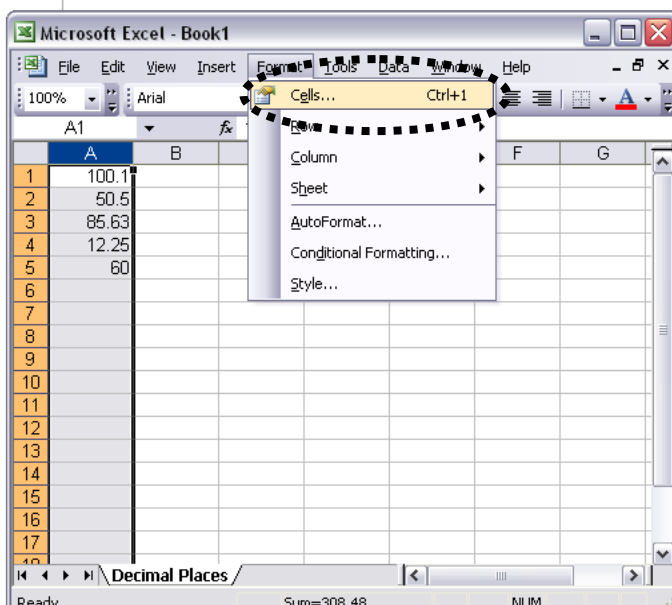 Microsoft Excel - Book1
File Edit View Insert Format Tools Data Window Help
100% Arial
Cells... Ctrl+1
A1 fx
Row
A B F G
Column
1 100.1
Sheet
2 50.5
3 85.63
AutoFormat...
4 12.25
Conditional Formatting...
5 60
Style...
6
7
8
9
10
11
12
13
14
15
16
17
18
Decimal Places
Ready Sum=308.48 NUM